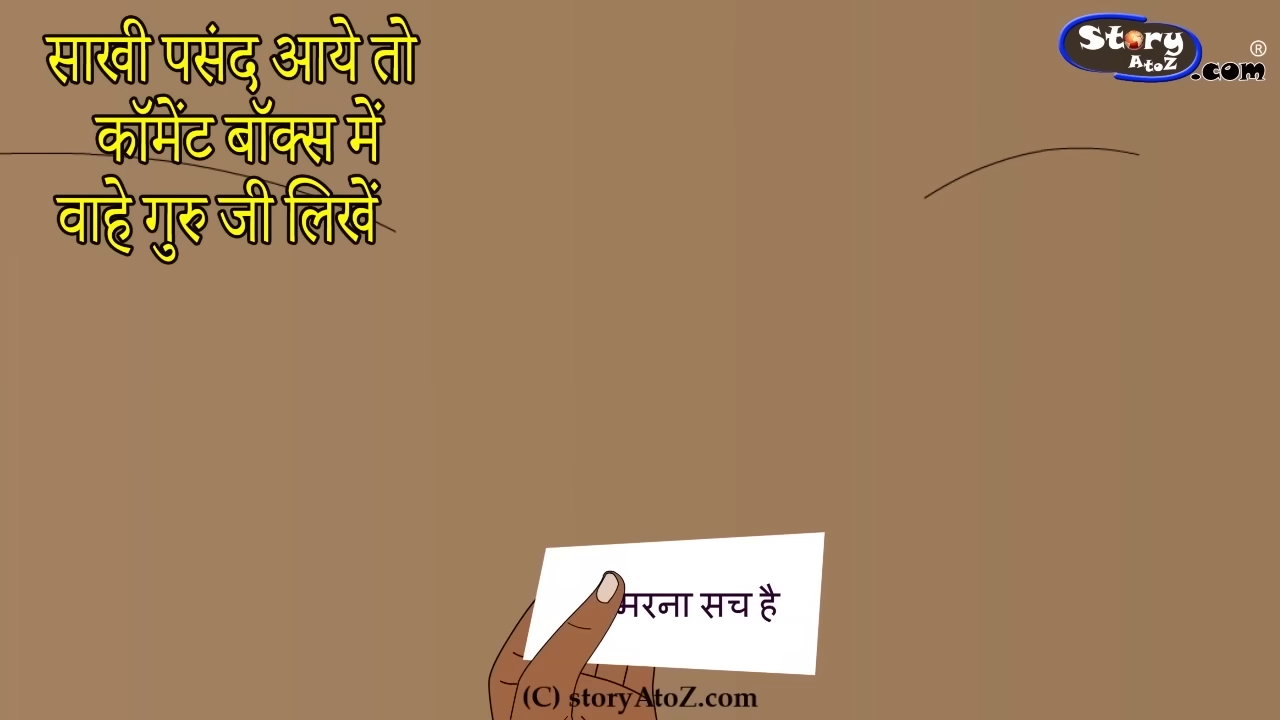 साखी पसंद आये तो
कॉमेंट बॉक्स में
वाहे गुरु जी लिखें
Story
AtoZ
.com
®
मरना सच है
(C) storyAtoZ.com